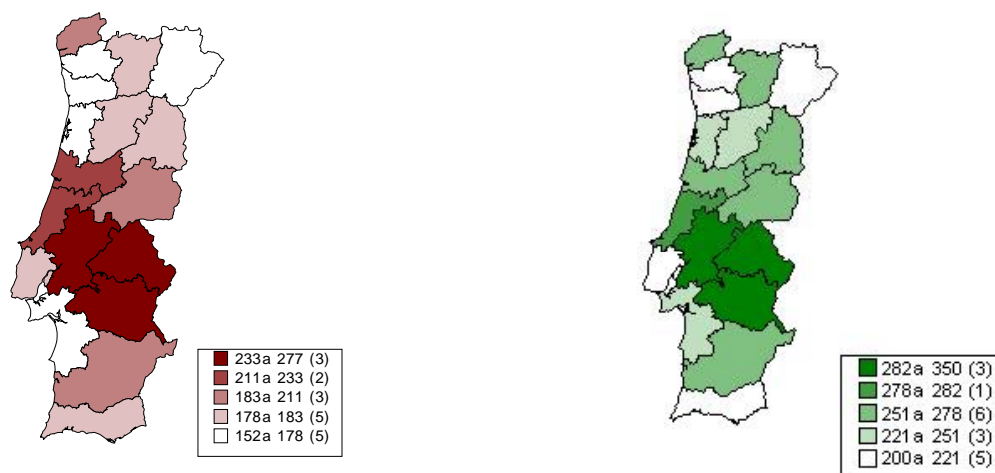 233a 277 (3)
211a 233 (2)
183a 211 (3)
178a 183 (5)
152a 178 (5)
282a 350 (3)
278a 282 (1)
251a 278 (6)
221a 251 (3)
200a 221 (5)